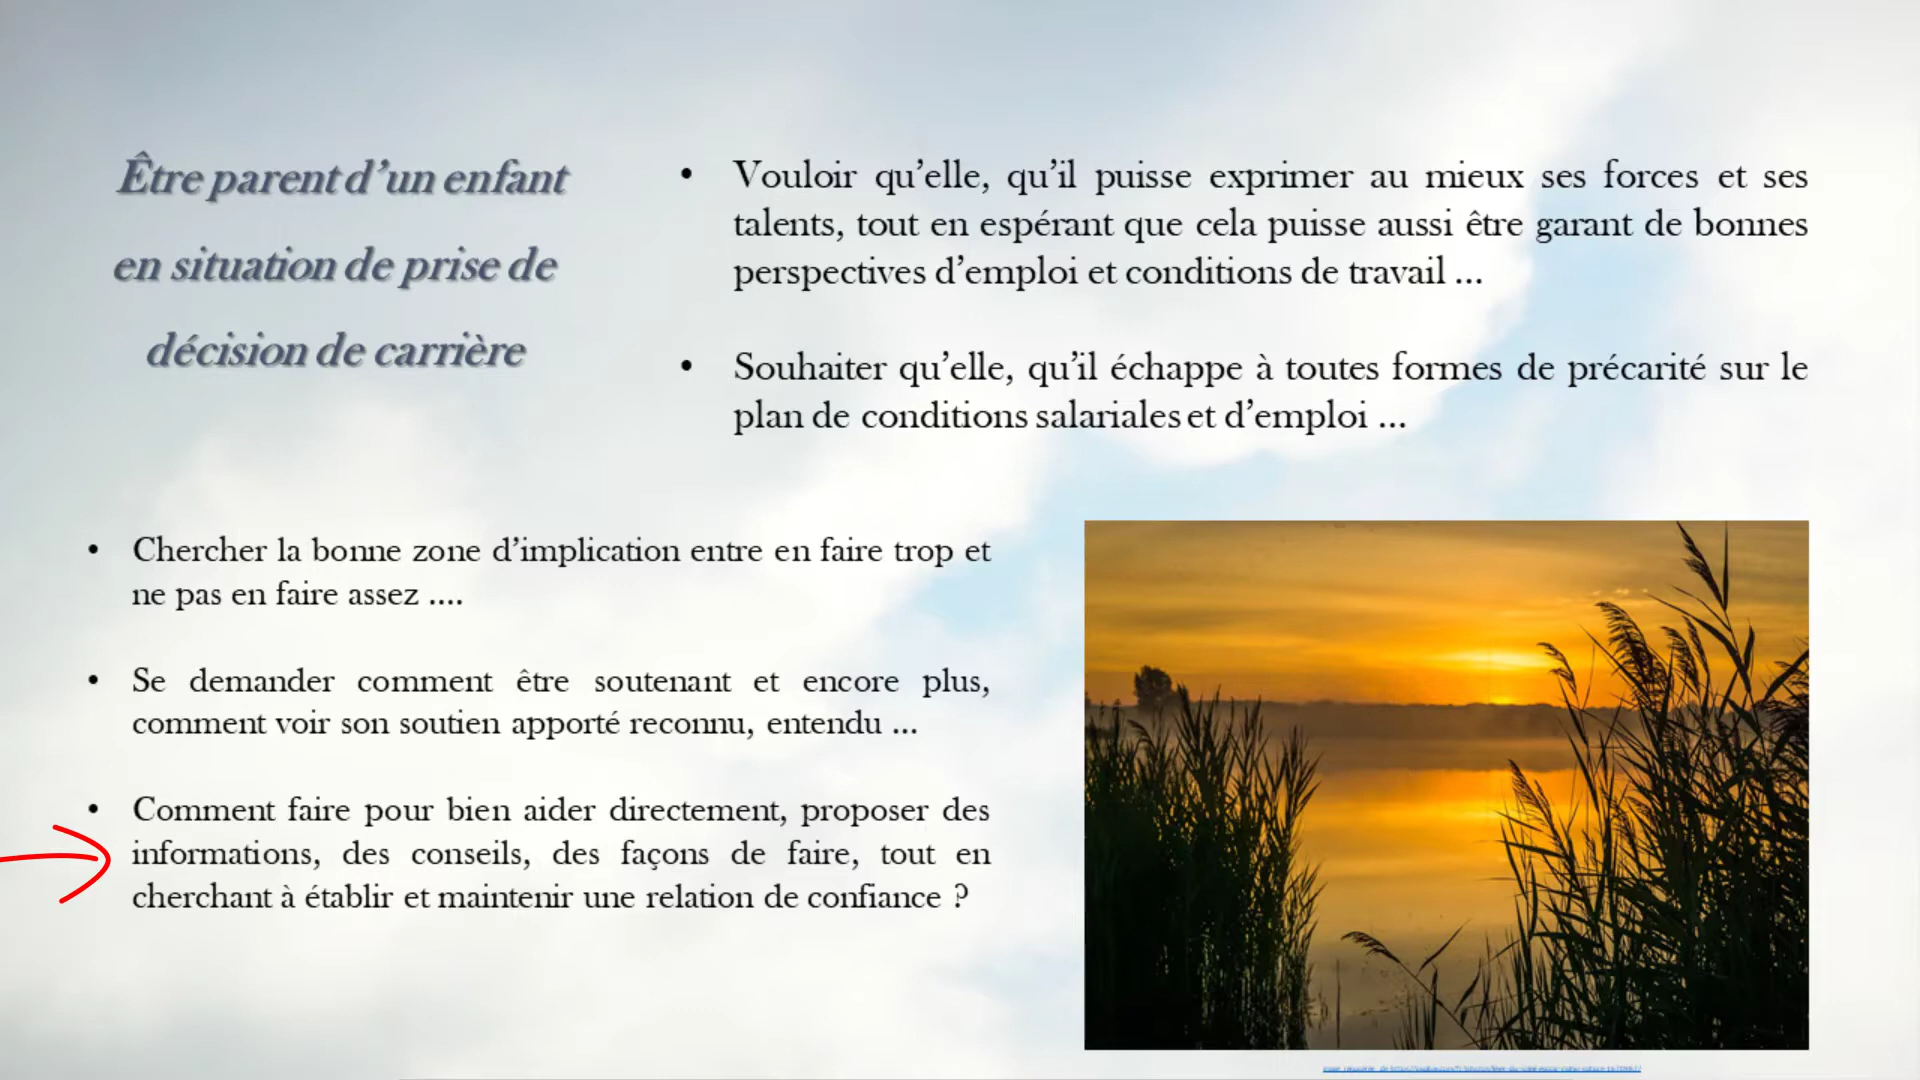 Être parent d’un enfant
en situation de prise de
décision de carrière
• Vouloir qu’elle, qu’il puisse exprimer au mieux ses forces et ses
talents, tout en espérant que cela puisse aussi être garant de bonnes
perspectives d’emploi et conditions de travail ...
• Souhaiter qu’elle, qu’il échappe à toutes formes de précarité sur le
plan de conditions salariales et d’emploi ...
• Chercher la bonne zone d’implication entre en faire trop et
ne pas en faire assez ....
• Se demander comment être soutenant et encore plus,
comment voir son soutien apporté reconnu, entendu ...
• Comment faire pour bien aider directement, proposer des
informations, des conseils, des façons de faire, tout en
cherchant à établir et maintenir une relation de confiance ?